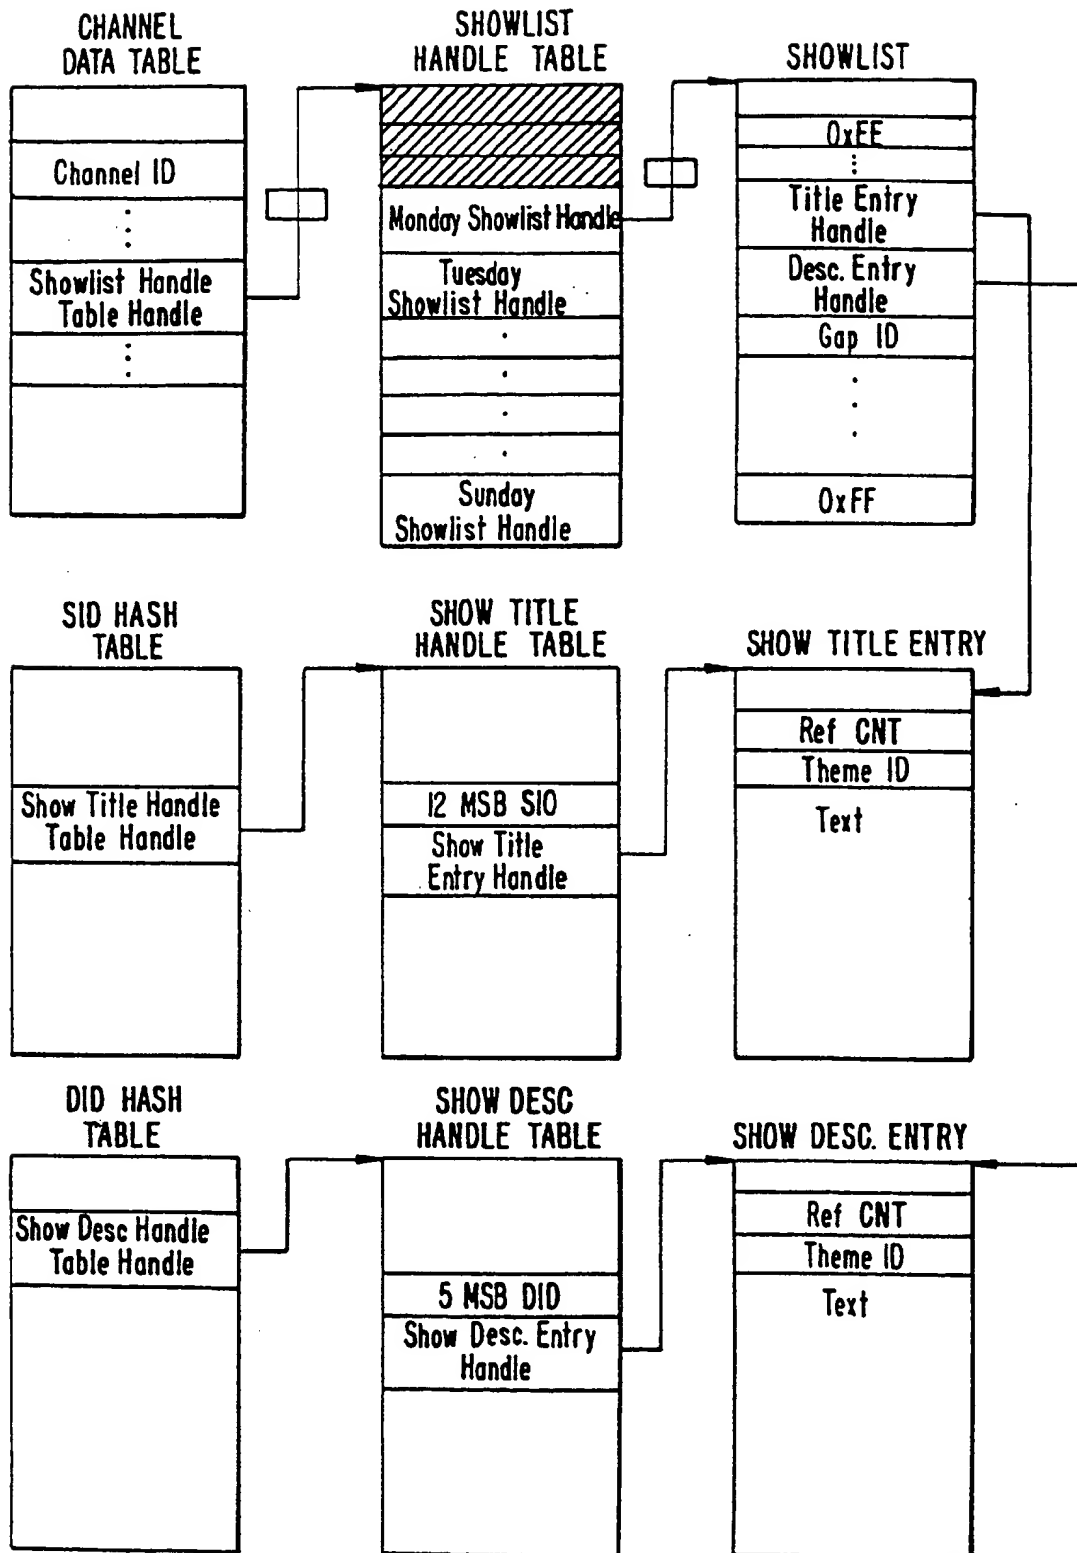 CHANNEL
DATA TABLE
Channel ID
Showlist Handle
Table Handle
SHOWLIST
HANDLE TABLE
Monday Showlist Handle
Tuesday
Showlist Handle
Sunday
Showlist Handle
SHOWLIST
0xEE
Title Entry
Handle
Desc. Entry
Handle
Gap ID
0xFF
SID HASH
TABLE
Show Title Handle
Table Handle
SHOW TITLE
HANDLE TABLE
12 MSB SIO
Show Title
Entry Handle
SHOW TITLE ENTRY
Ref CNT
Theme ID
Text
DID HASH
TABLE
Show Desc Handle
Table Handle
SHOW DESC
HANDLE TABLE
5 MSB DID
Show Desc. Entry
Handle
SHOW DESC. ENTRY
Ref CNT
Theme ID
Text